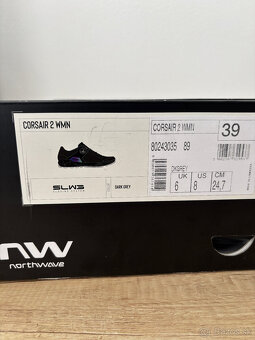 CORSAIR 2 WMN
SLW3
DARK GREY
CORSAIR 2 WMN
39
80243035 89
DKGREY
UK US CM
6 8 24,7
NW
northwave